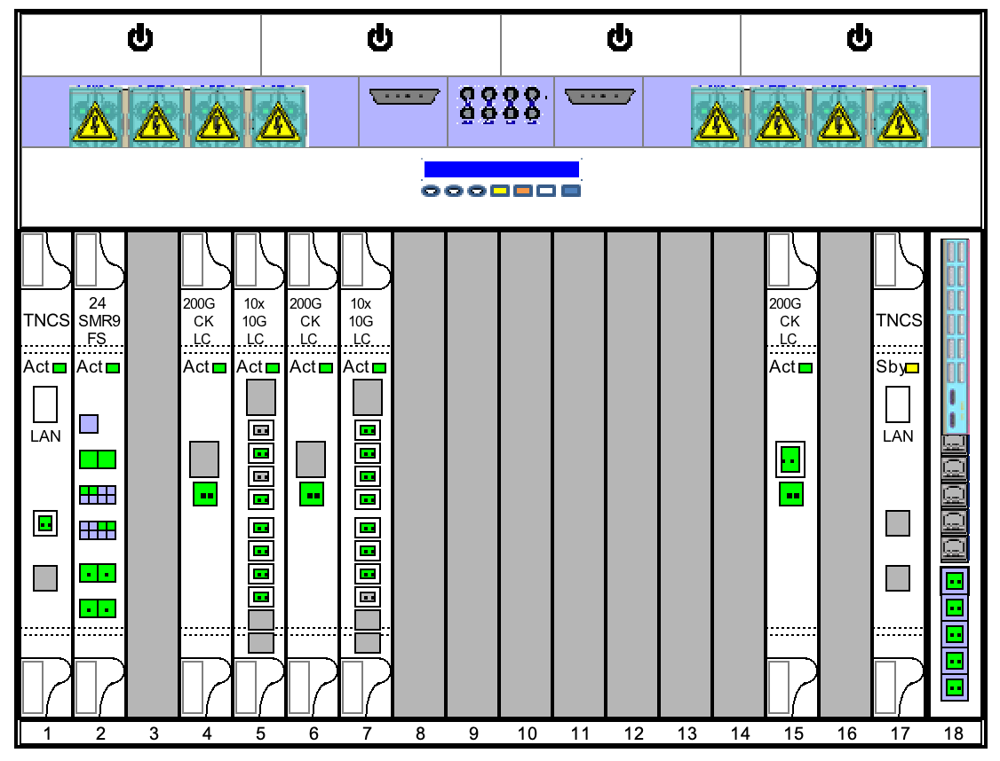 TNCS
24
SMR9
FS
200G
CK
LC
10x
10G
LC
200G
CK
LC
10x
10G
LC
200G
CK
LC
TNCS
Act Act Act Act Act Act Act Sby
LAN LAN
1 2 3 4 5 6 7 8 9 10 11 12 13 14 15 16 17 18